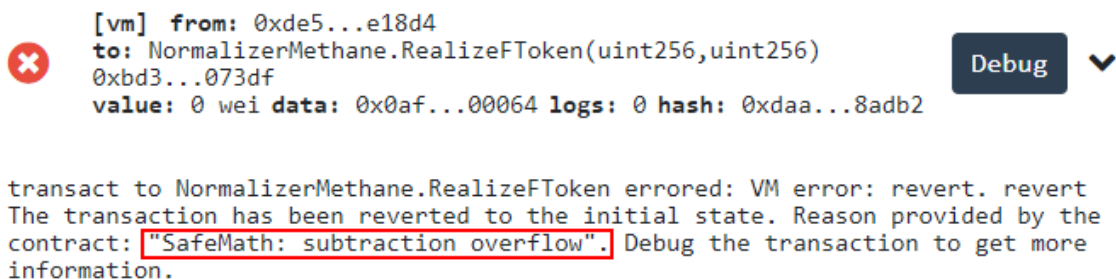 [vm] from: 0xde5...e18d4
to: NormalizerMethane.RealizeFToken(uint256,uint256)
0xbd3...073df
value: 0 wei data: 0x0af...00064 logs: 0 hash: 0xdaa...8adb2
Debug
transact to NormalizerMethane.RealizeFToken errored: VM error: revert. revert
The transaction has been reverted to the initial state. Reason provided by the
contract: "SafeMath: subtraction overflow". Debug the transaction to get more
information.